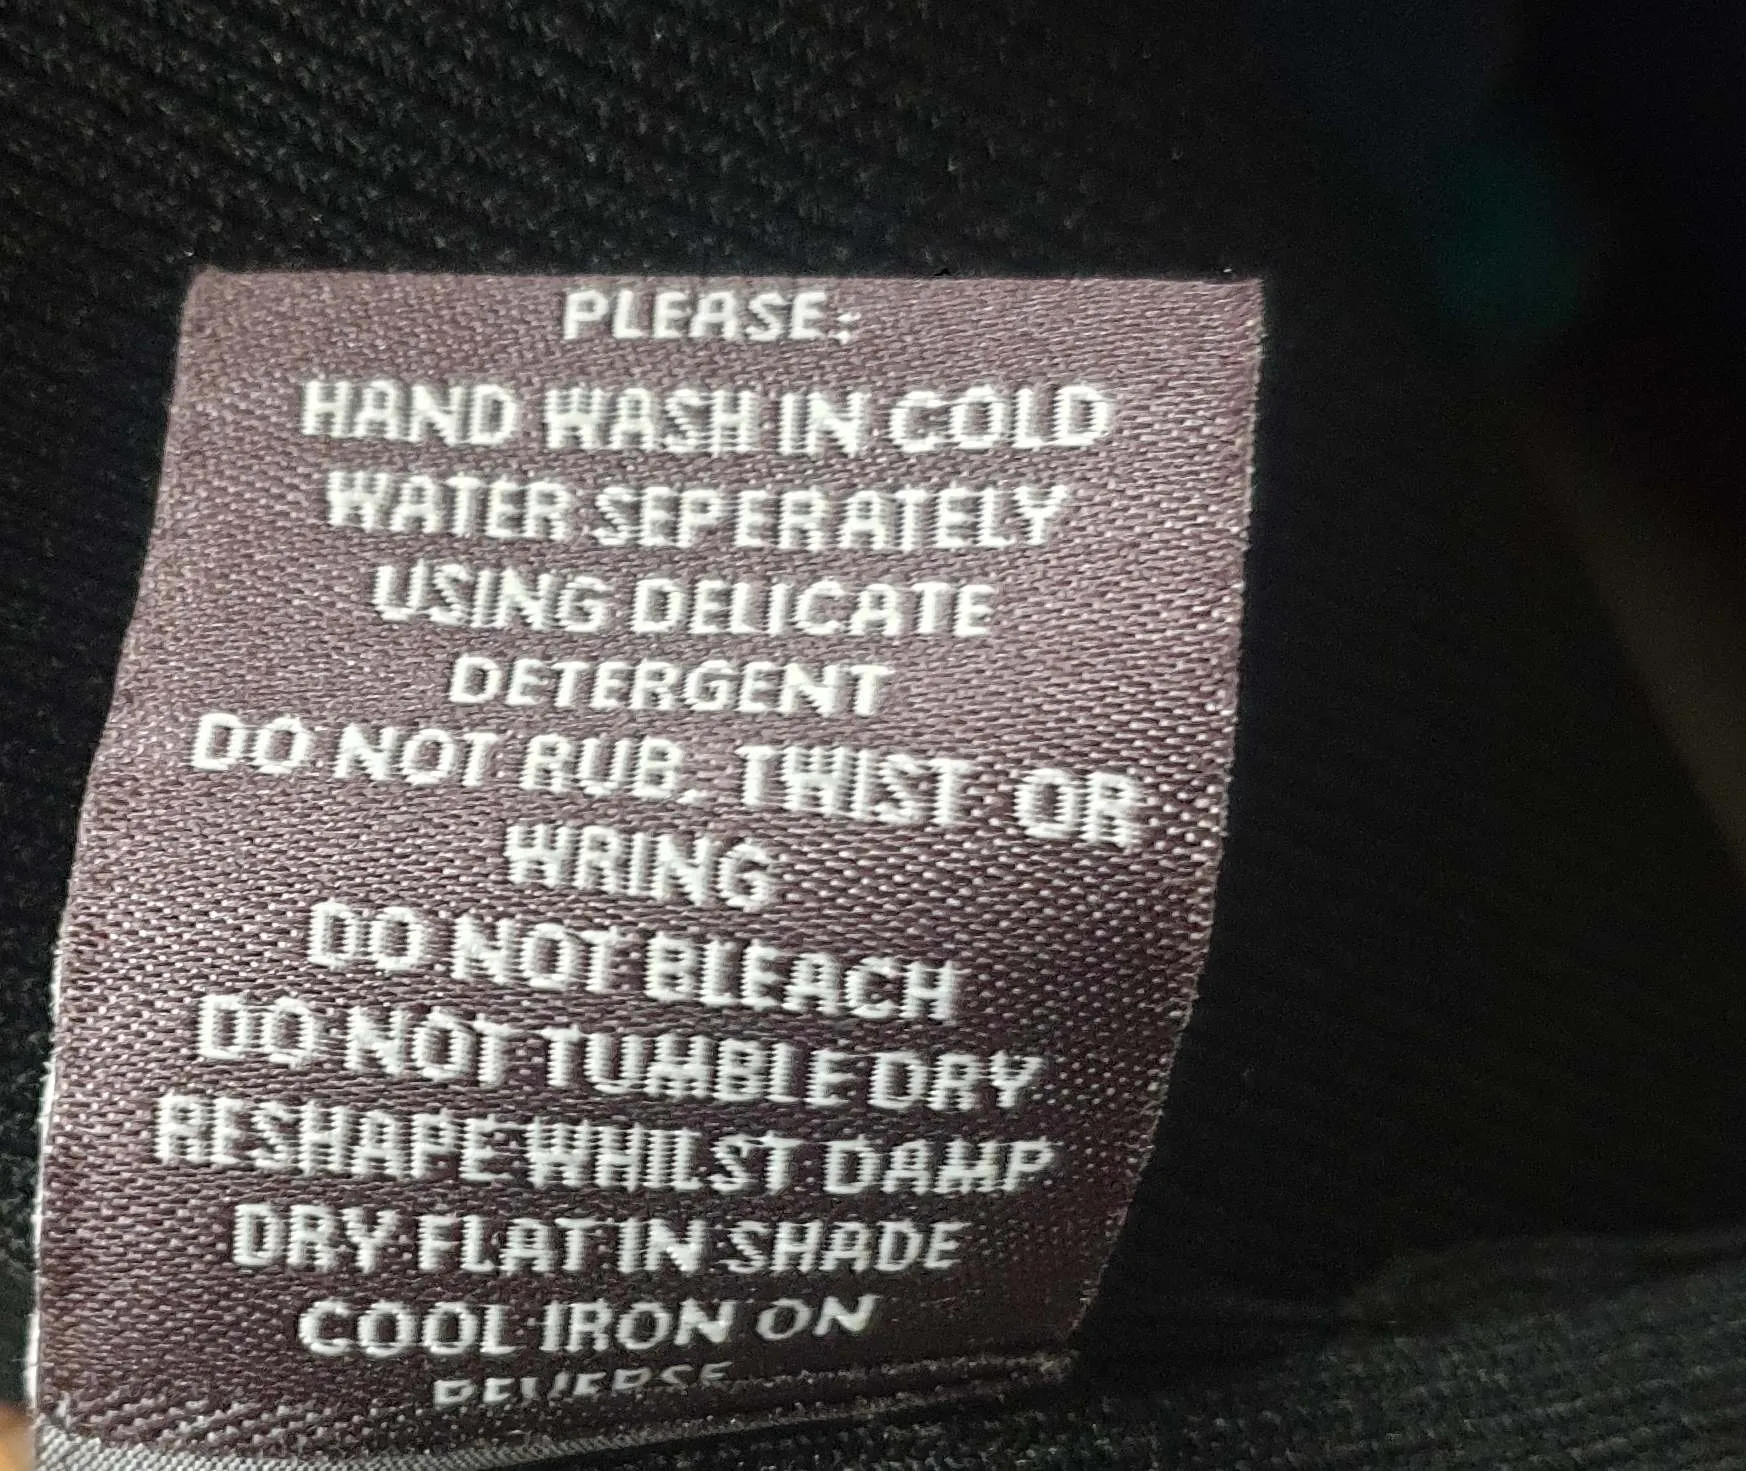 PLEASE:
HAND WASH IN COLD
WATER SEPERATELY
USING DELICATE
DETERGENT
DO NOT RUB, TWIST OR
WRING
DO NOT BLEACH
DO NOT TUMBLE DRY
RESHAPE WHILST DAMP
DRY FLAT IN SHADE
COOL IRON ON
REVERSE